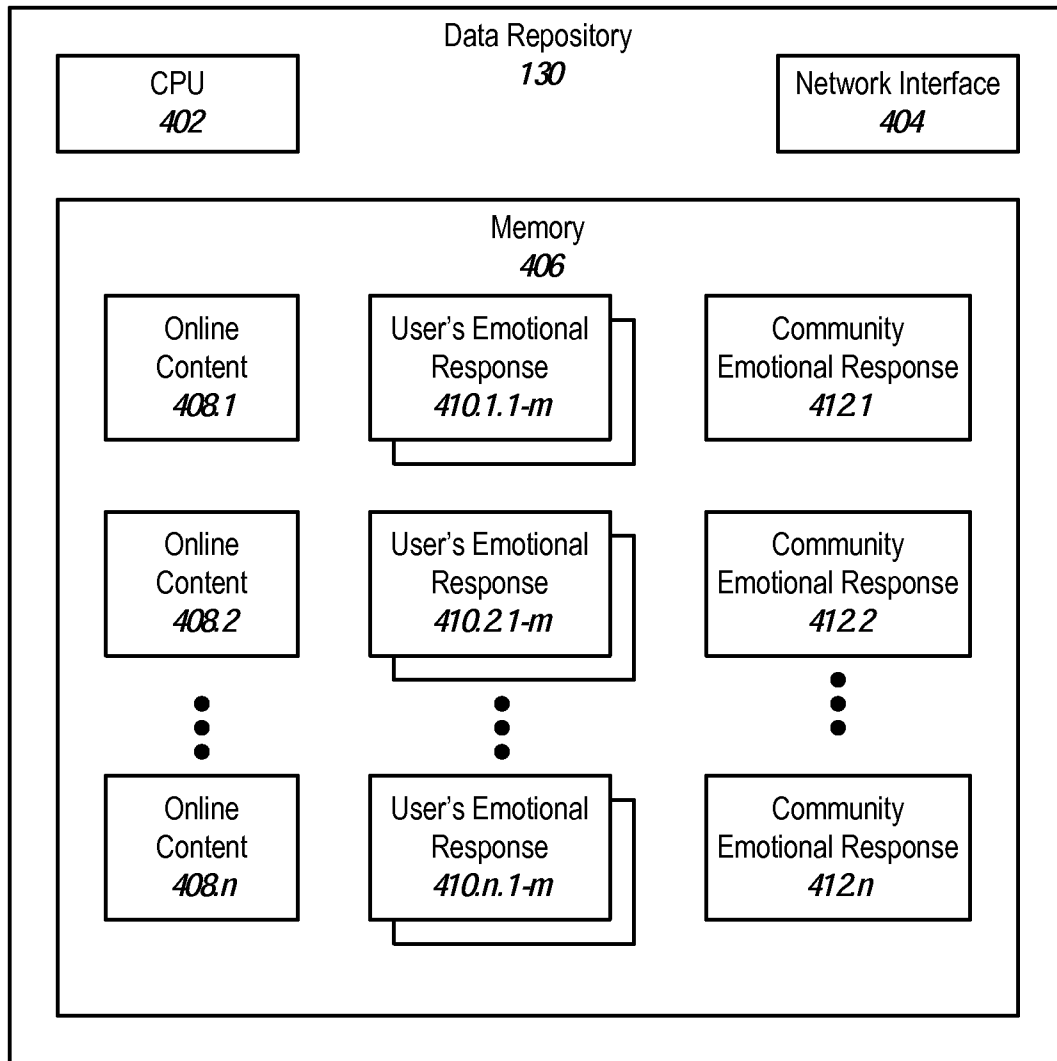 Data Repository
130
CPU
402
Network Interface
404
Memory
406
Online
Content
408.1
User's Emotional
Response
410.1.1-m
Community
Emotional Response
412.1
Online
Content
408.2
User's Emotional
Response
410.2.1-m
Community
Emotional Response
412.2
Online
Content
408.n
User's Emotional
Response
410.n.1-m
Community
Emotional Response
412.n